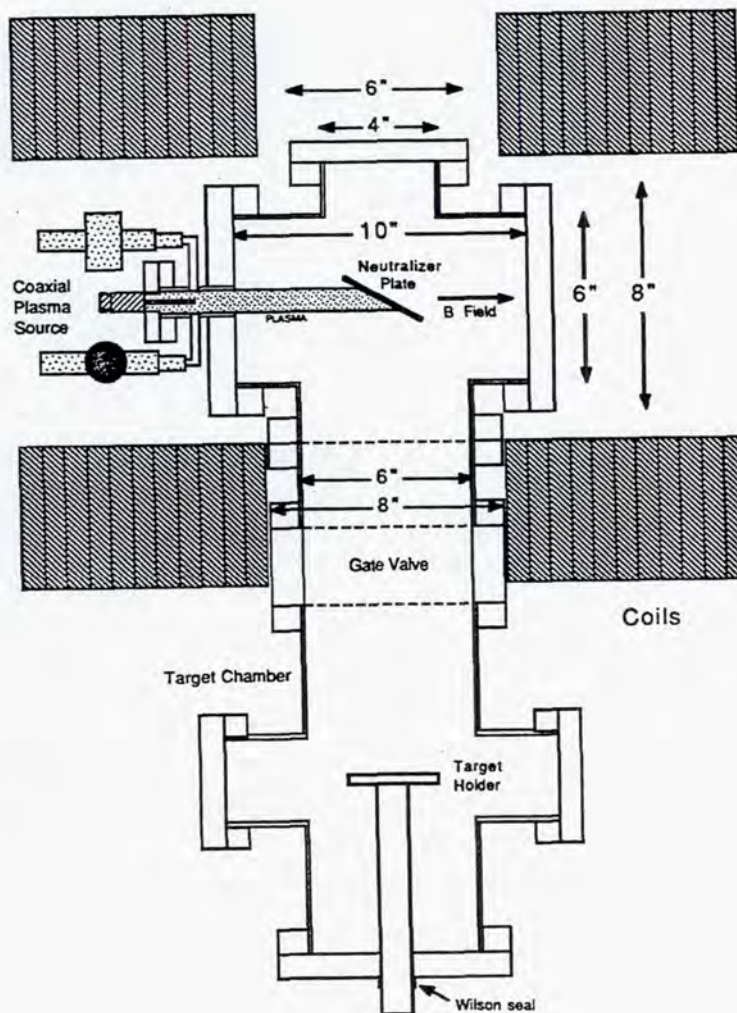 6"
4"
10"
Neutralizer
Plate
Coaxial
Plasma
Source
PLASMA
B Field
6"
8"
6"
8"
Gate Valve
Coils
Target Chamber
Target
Holder
Wilson seal